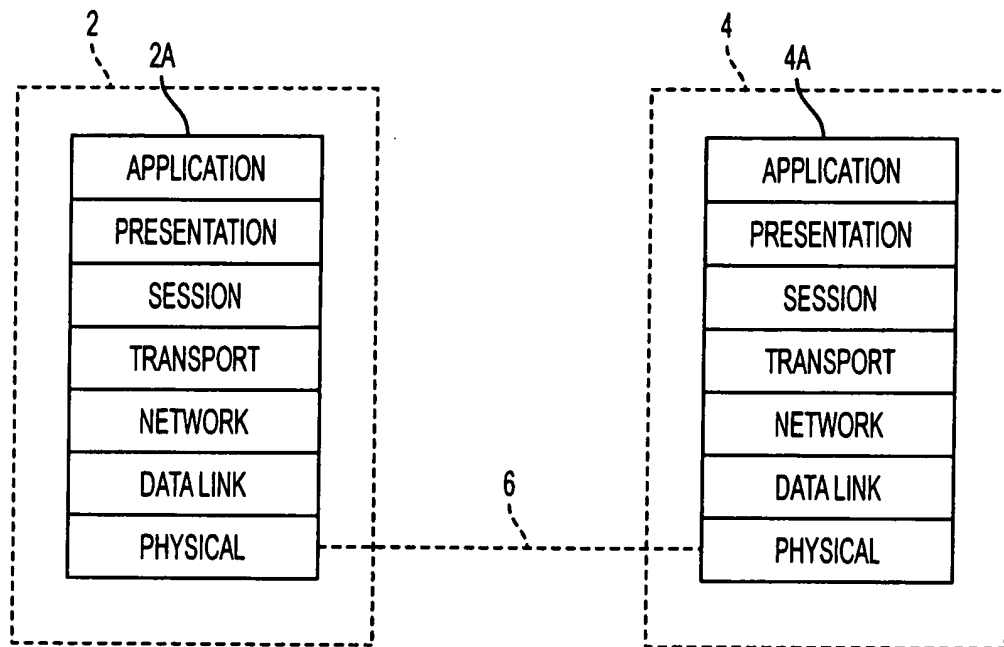 2
2A
APPLICATION
PRESENTATION
SESSION
TRANSPORT
NETWORK
DATA LINK
PHYSICAL
6
4
4A
APPLICATION
PRESENTATION
SESSION
TRANSPORT
NETWORK
DATA LINK
PHYSICAL